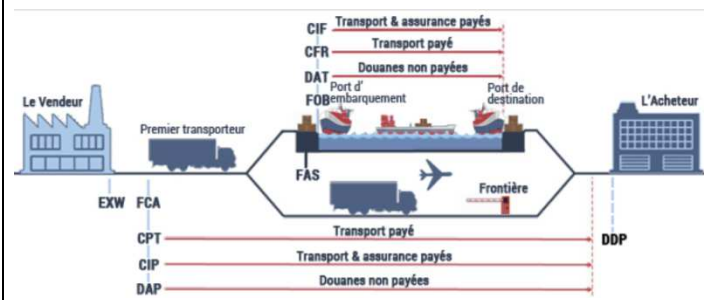 CIF Transport & assurance payés
CFR Transport payé
DAT Douanes non payées
FOB
Port d'
embarquement
Port de
destination
Le Vendeur
L'Acheteur
Premier transporteur
FAS
Frontière
EXW FCA
CPT Transport payé
DDP
CIP Transport & assurance payés
DAP Douanes non payées